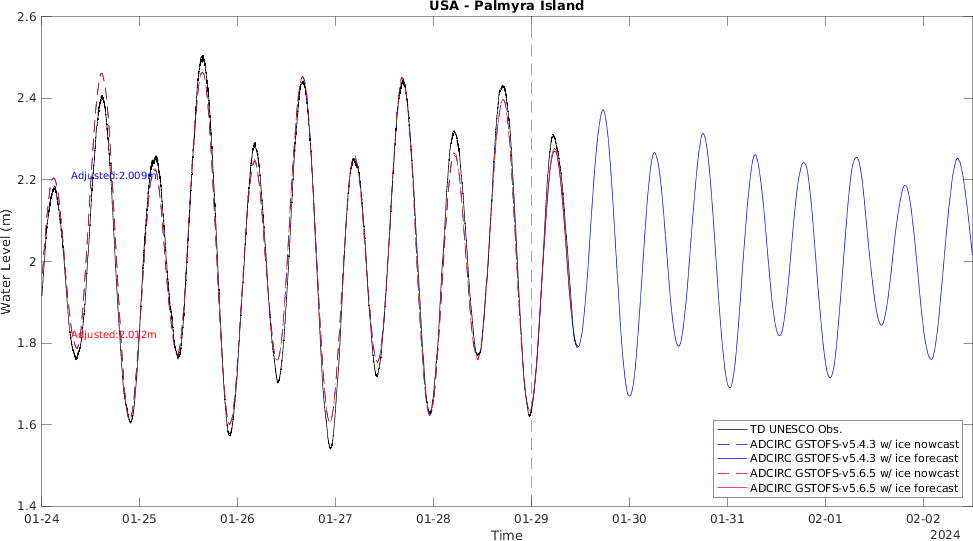 USA - Palmyra Island
2.6
2.4
2.2
2
1.8
1.6
1.4
Water Level (m)
Adjusted:2.009m
Adjusted:2.012m
TD UNESCO Obs.
ADCIRC GSTOFS-v5.4.3 w/ ice nowcast
ADCIRC GSTOFS-v5.4.3 w/ ice forecast
ADCIRC GSTOFS-v5.6.5 w/ ice nowcast
ADCIRC GSTOFS-v5.6.5 w/ ice forecast
01-24 01-25 01-26 01-27 01-28 01-29 01-30 01-31 02-01 02-02
Time
2024